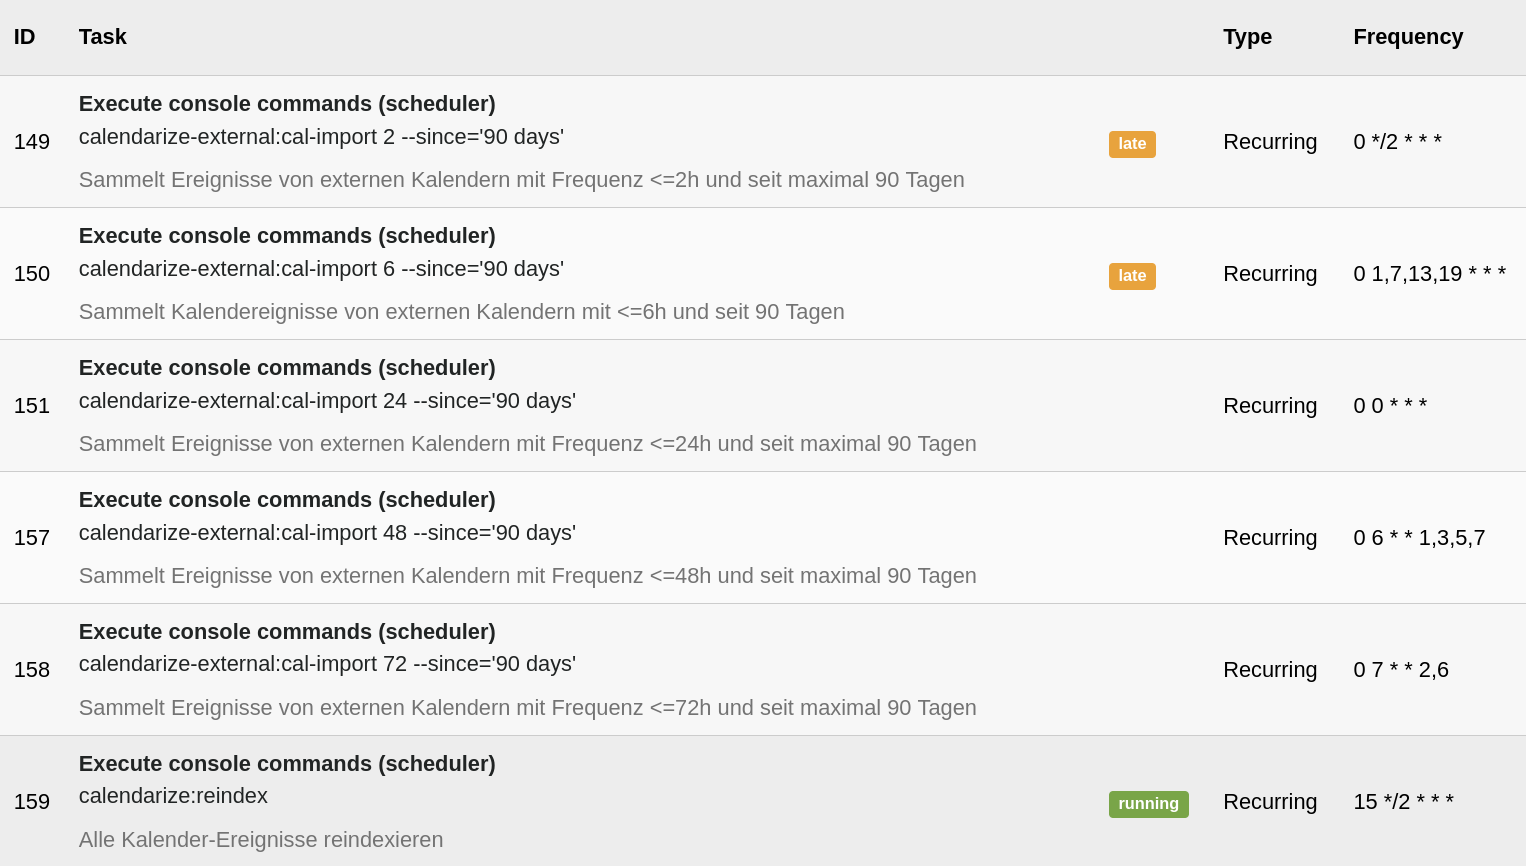 ID Task Type Frequency
Execute console commands (scheduler)
149 calendarize-external:cal-import 2 --since='90 days' late Recurring 0 */2 * * *
Sammelt Ereignisse von externen Kalendern mit Frequenz <=2h und seit maximal 90 Tagen
Execute console commands (scheduler)
150 calendarize-external:cal-import 6 --since='90 days' late Recurring 0 1,7,13,19 * * *
Sammelt Kalendereignisse von externen Kalendern mit <=6h und seit 90 Tagen
Execute console commands (scheduler)
151 calendarize-external:cal-import 24 --since='90 days' Recurring 0 0 * * *
Sammelt Ereignisse von externen Kalendern mit Frequenz <=24h und seit maximal 90 Tagen
Execute console commands (scheduler)
157 calendarize-external:cal-import 48 --since='90 days' Recurring 0 6 * * 1,3,5,7
Sammelt Ereignisse von externen Kalendern mit Frequenz <=48h und seit maximal 90 Tagen
Execute console commands (scheduler)
158 calendarize-external:cal-import 72 --since='90 days' Recurring 0 7 * * 2,6
Sammelt Ereignisse von externen Kalendern mit Frequenz <=72h und seit maximal 90 Tagen
Execute console commands (scheduler)
159 calendarize:reindex running Recurring 15 */2 * * *
Alle Kalender-Ereignisse reindexieren